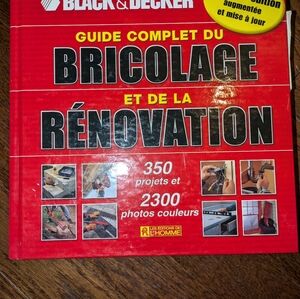 BLACK & DECKER
édition
augmentée
et mise à jour
GUIDE COMPLET DU
BRICOLAGE
ET DE LA
RÉNOVATION
350
projets et
2300
photos couleurs
LES ÉDITIONS DE
L'HOMME